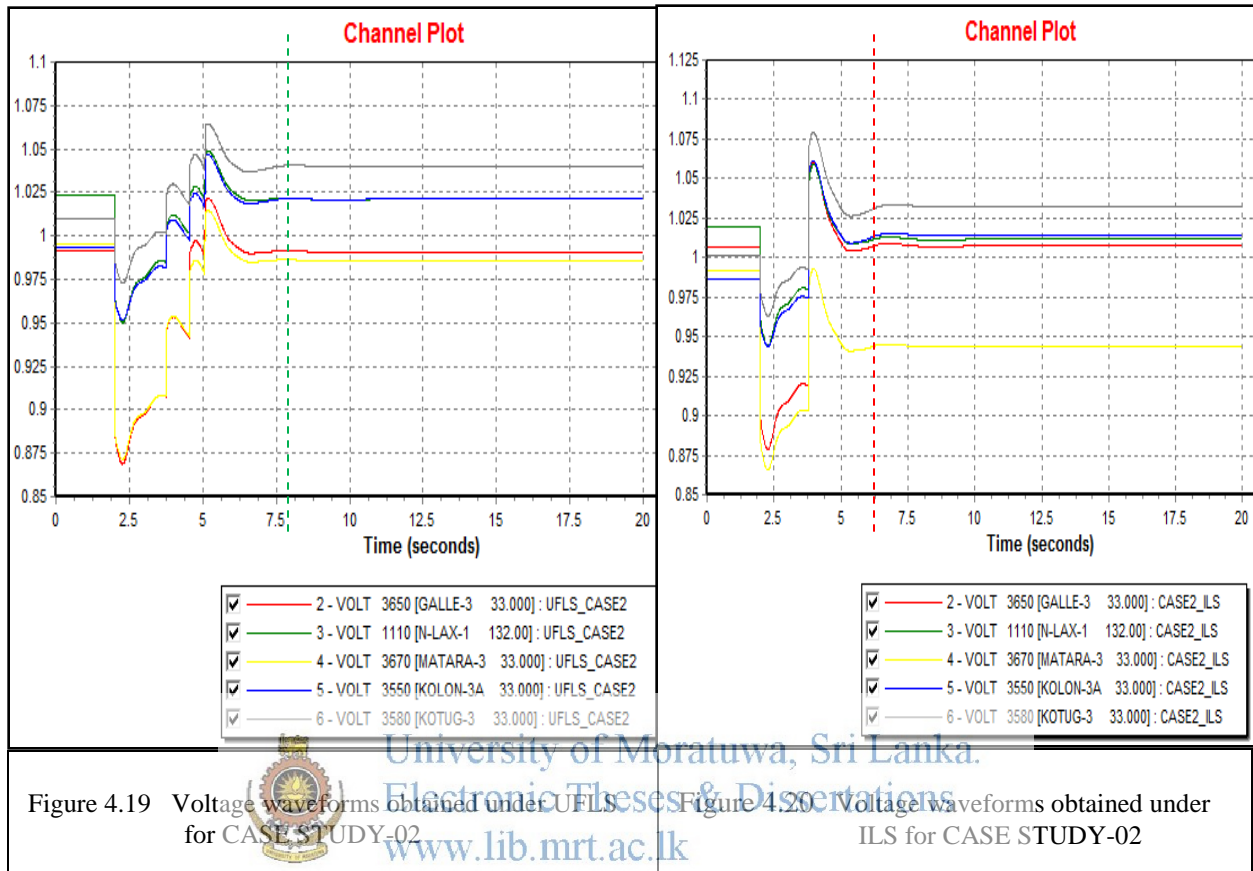 Channel Plot
1.1
1.075
1.05
1.025
1
0.975
0.95
0.925
0.9
0.875
0.85
0 2.5 5 7.5 10 12.5 15 17.5 20
Time (seconds)
2 - VOLT 3650 [GALLE-3 33.000] : UFLS_CASE2
3 - VOLT 1110 [N-LAX-1 132.00] : UFLS_CASE2
4 - VOLT 3670 [MATARA-3 33.000] : UFLS_CASE2
5 - VOLT 3550 [KOLON-3A 33.000] : UFLS_CASE2
6 - VOLT 3580 [KOTUG-3 33.000] : UFLS_CASE2
Channel Plot
1.125
1.1
1.075
1.05
1.025
1
0.975
0.95
0.925
0.9
0.875
0.85
0 2.5 5 7.5 10 12.5 15 17.5 20
Time (seconds)
2 - VOLT 3650 [GALLE-3 33.000] : CASE2_ILS
3 - VOLT 1110 [N-LAX-1 132.00] : CASE2_ILS
4 - VOLT 3670 [MATARA-3 33.000] : CASE2_ILS
5 - VOLT 3550 [KOLON-3A 33.000] : CASE2_ILS
6 - VOLT 3580 [KOTUG-3 33.000] : CASE2_ILS
University of Moratuwa, Sri Lanka.
Electronic Theses & Dissertations
www.lib.mrt.ac.lk
Figure 4.19 Voltage waveforms obtained under UFLS
for CASE STUDY-02
Figure 4.20 Voltage waveforms obtained under
ILS for CASE STUDY-02